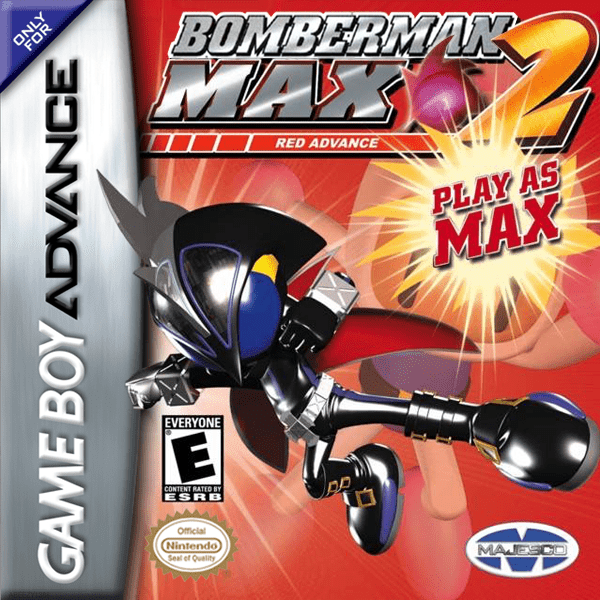 ONLY
FOR
GAME BOY ADVANCE
BOMBERMAN
MAX 2
RED ADVANCE
PLAY AS
MAX
EVERYONE
E
CONTENT RATED BY
ESRB
Official
Nintendo
Seal of Quality
MAJESCO